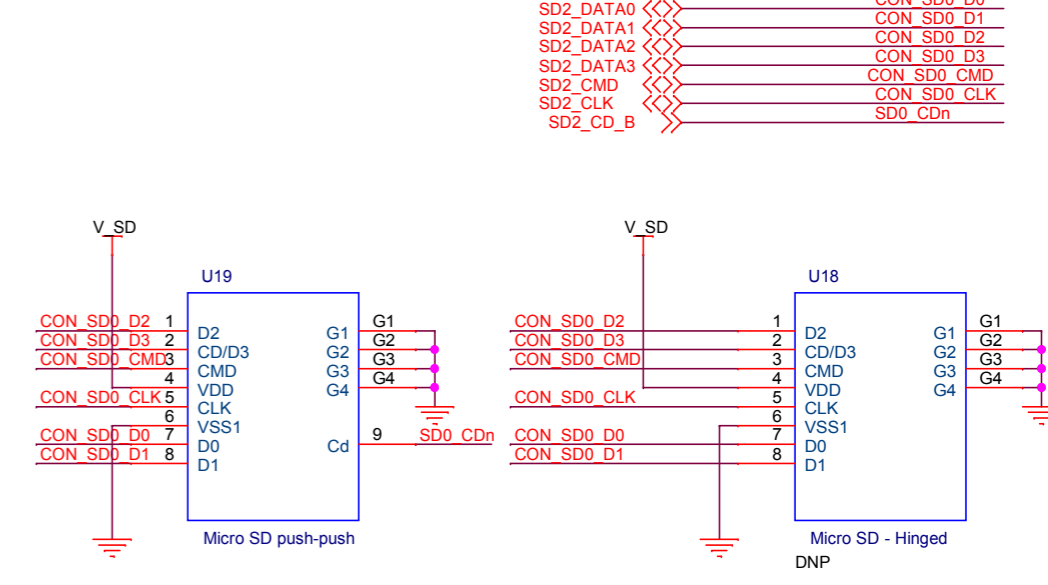 SD2_DATA0 CON_SD0_D0
SD2_DATA1 CON_SD0_D1
SD2_DATA2 CON_SD0_D2
SD2_DATA3 CON_SD0_D3
SD2_CMD CON_SD0_CMD
SD2_CLK CON_SD0_CLK
SD2_CD_B SD0_CDn
V_SD
U19
CON_SD0_D2 1 D2 G1 G1
CON_SD0_D3 2 CD/D3 G2 G2
CON_SD0_CMD 3 CMD G3 G3
4 VDD G4 G4
CON_SD0_CLK 5 CLK
6 VSS1
CON_SD0_D0 7 D0 Cd 9 SD0_CDn
CON_SD0_D1 8 D1
Micro SD push-push
V_SD
U18
CON_SD0_D2 1 D2 G1 G1
CON_SD0_D3 2 CD/D3 G2 G2
CON_SD0_CMD 3 CMD G3 G3
4 VDD G4 G4
CON_SD0_CLK 5 CLK
6 VSS1
CON_SD0_D0 7 D0
CON_SD0_D1 8 D1
Micro SD - Hinged
DNP